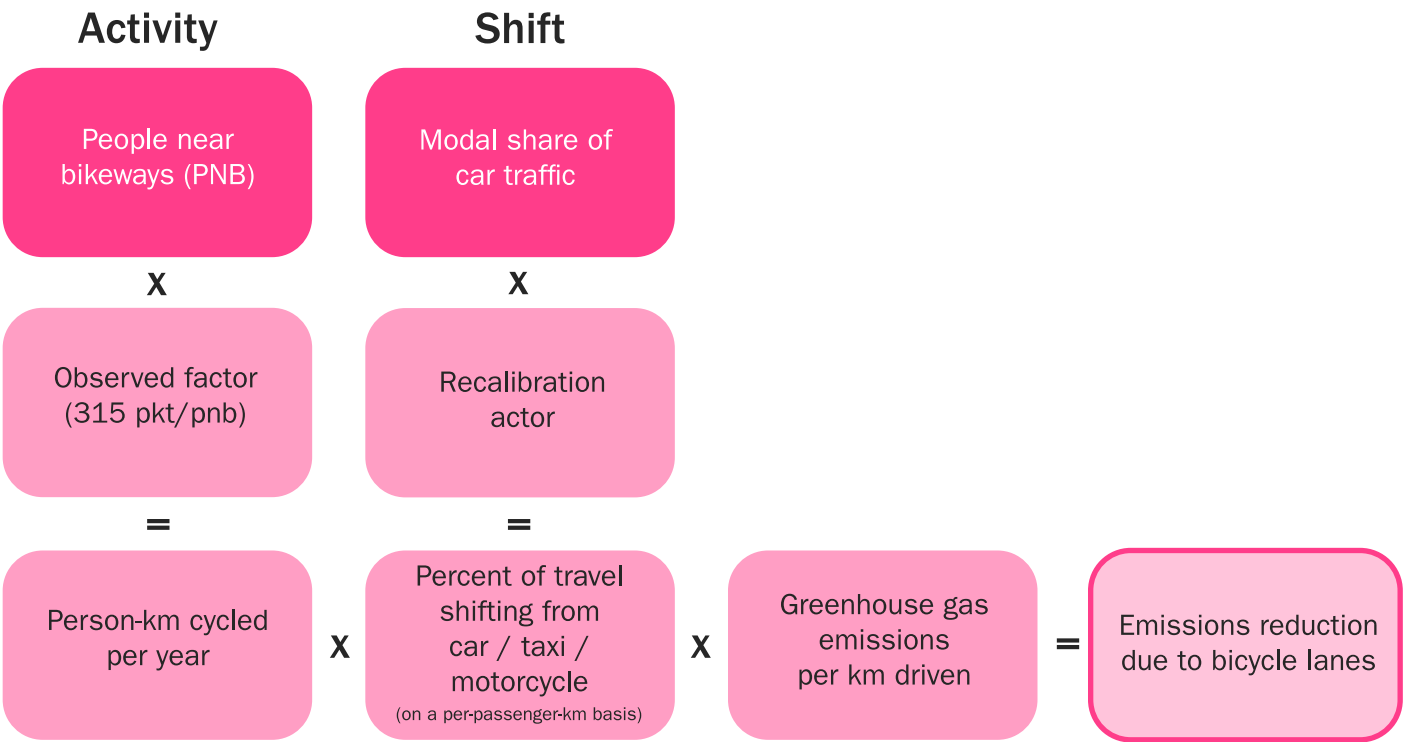 Activity
Shift
People near
bikeways (PNB)
Modal share of
car traffic
x
x
Observed factor
(315 pkt/pnb)
Recalibration
actor
=
=
Person-km cycled
per year
x
Percent of travel
shifting from
car / taxi /
motorcycle
(on a per-passenger-km basis)
x
Greenhouse gas
emissions
per km driven
=
Emissions reduction
due to bicycle lanes